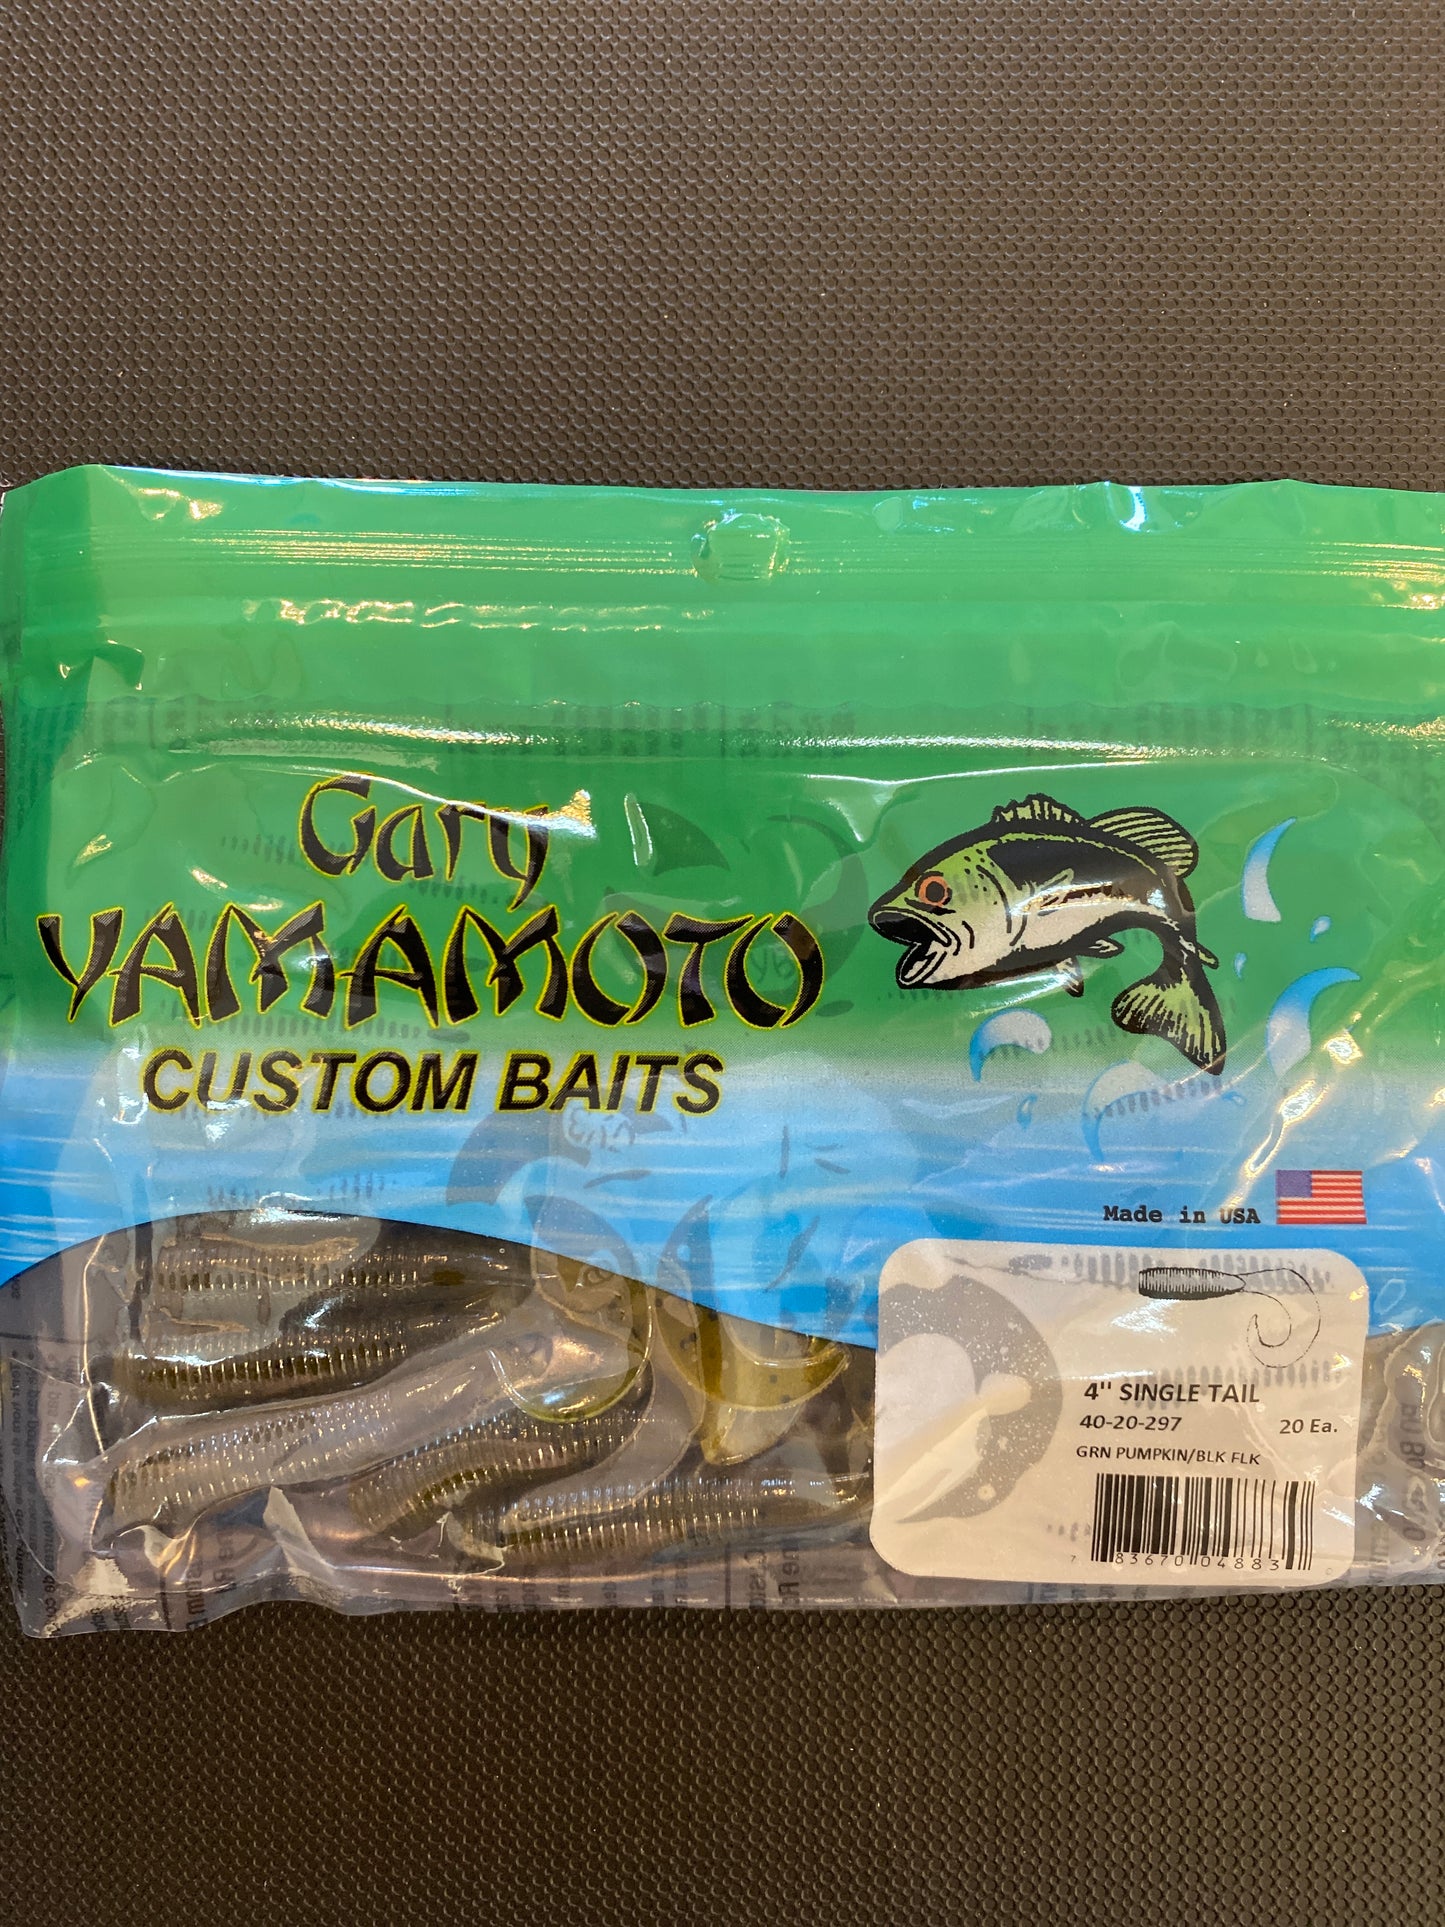 Gary
YAMAMOTO
CUSTOM BAITS
Made in USA
4" SINGLE TAIL
40-20-297 20 Ea.
GRN PUMPKIN/BLK FLK
7 83670 04883 0